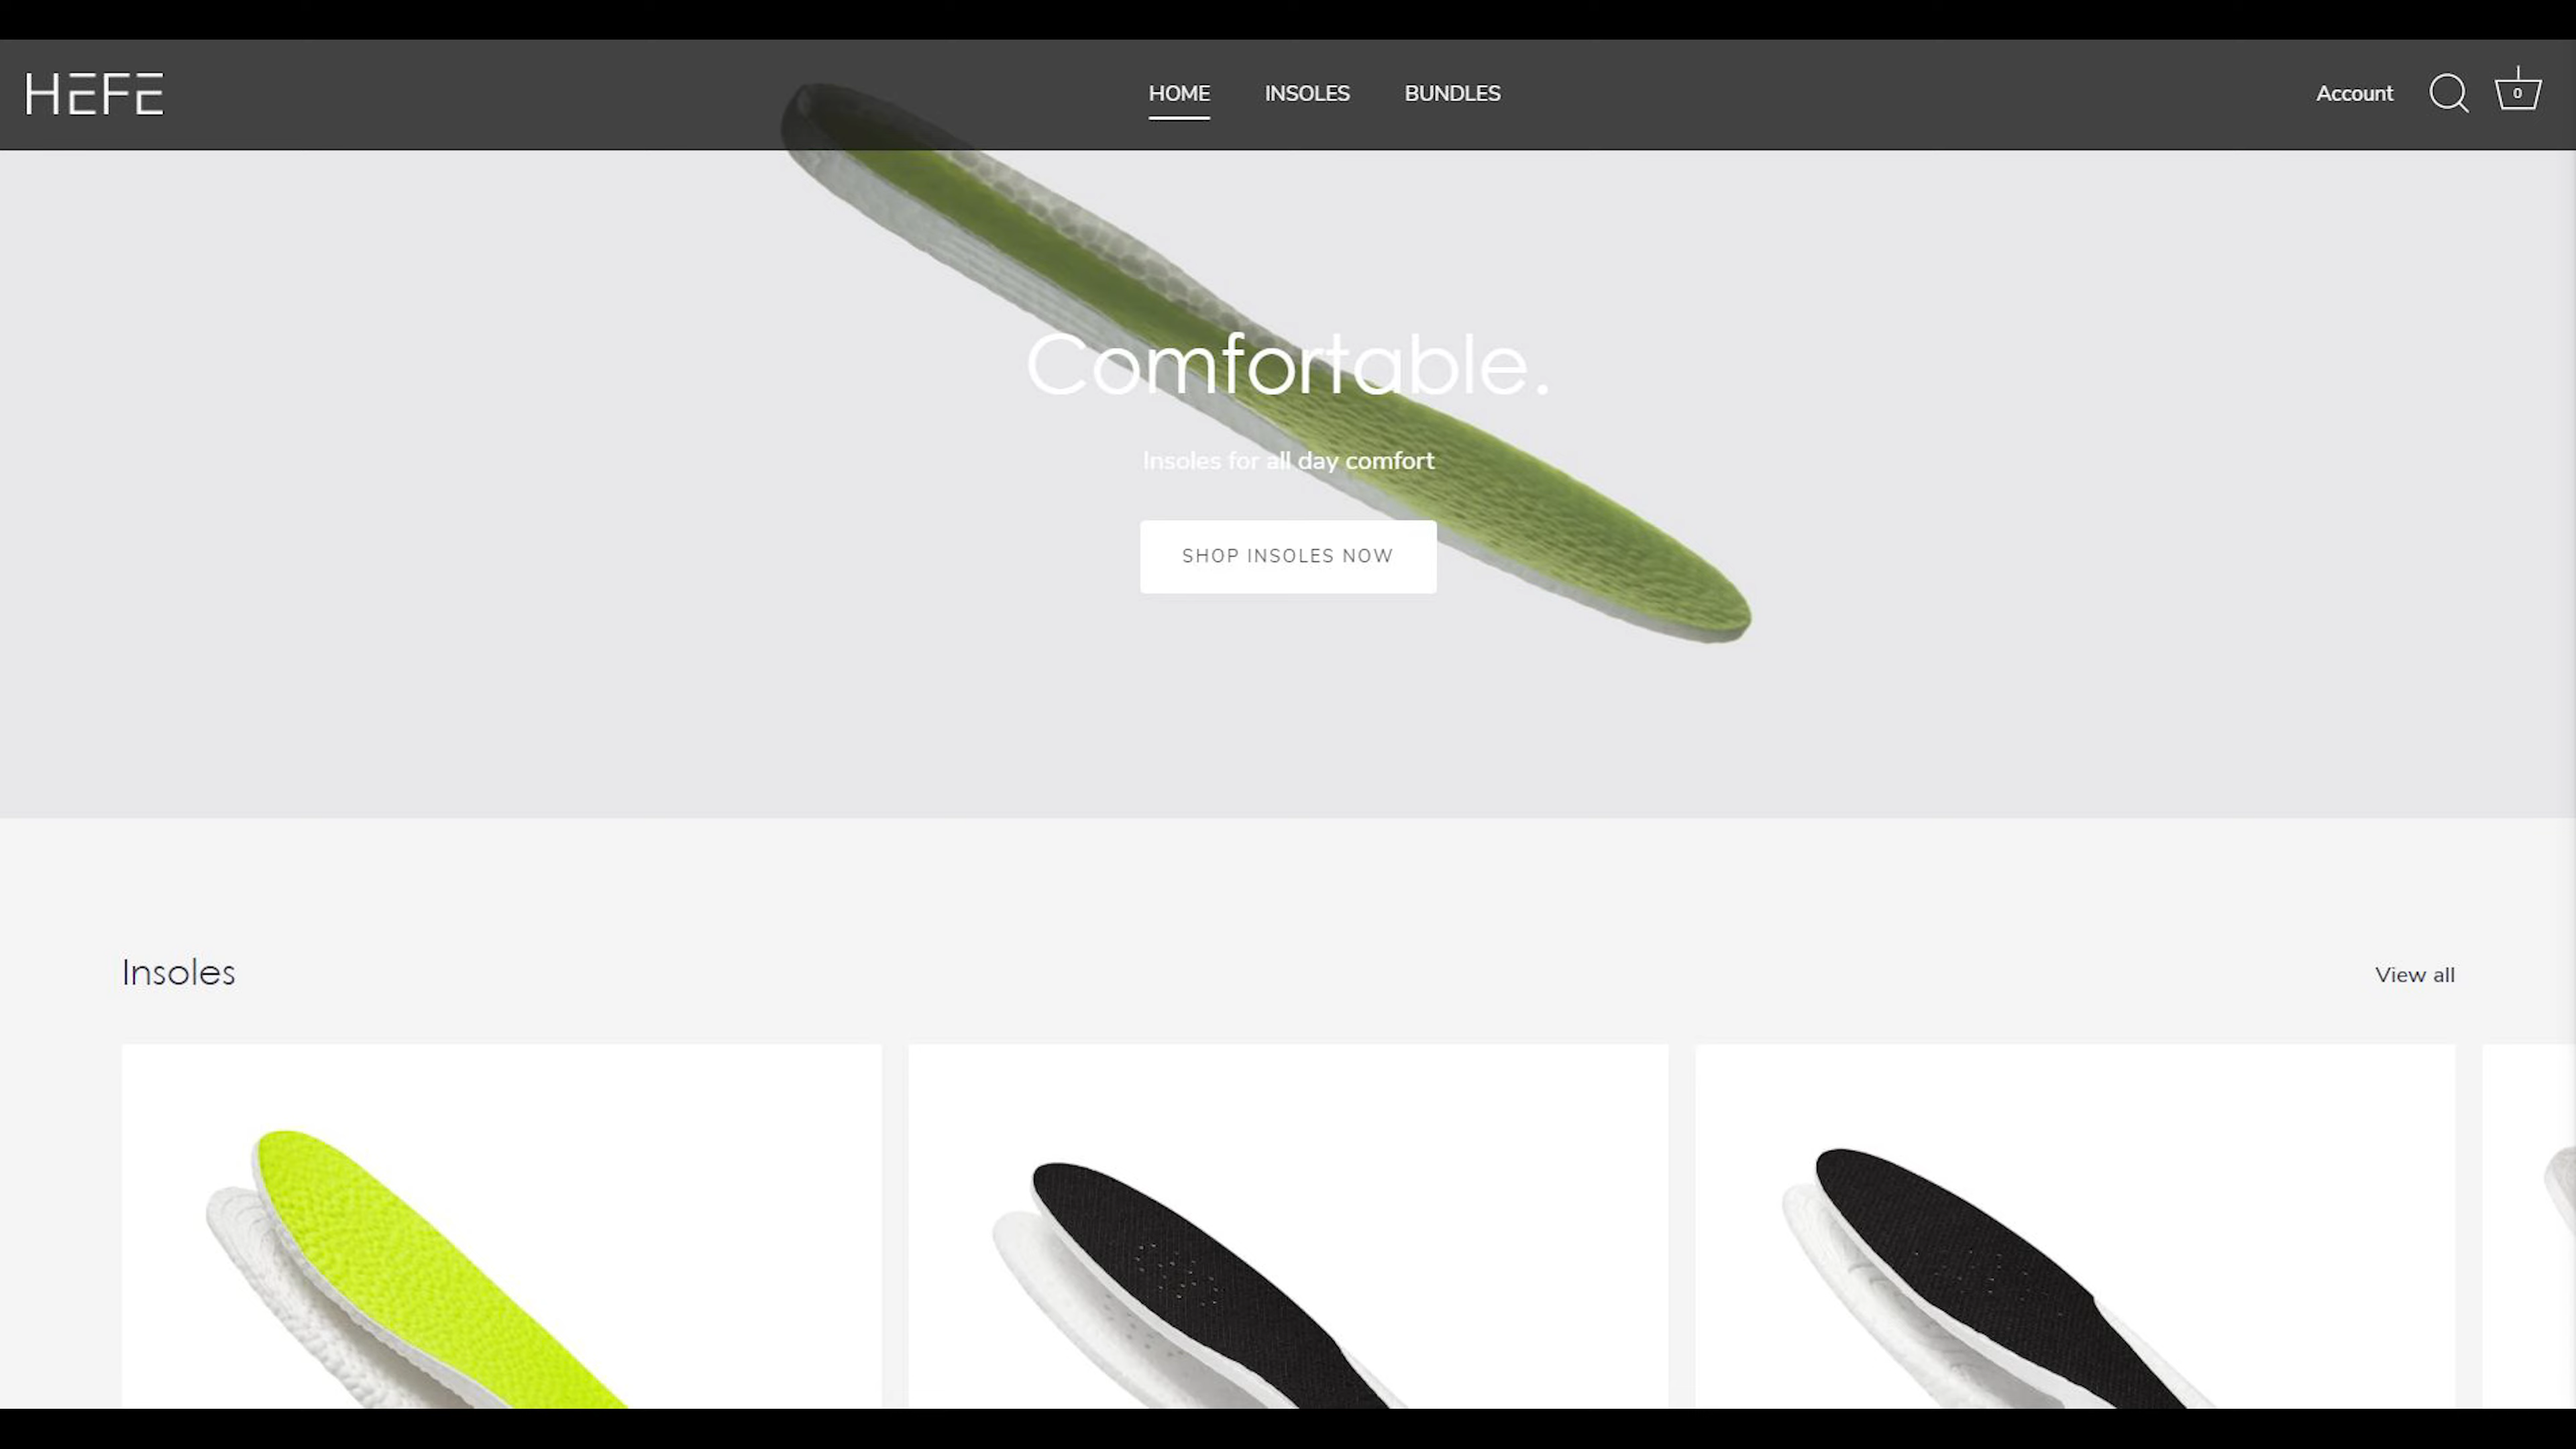 HEFE
HOME INSOLES BUNDLES
Account 0
Comfortable.
Insoles for all day comfort
SHOP INSOLES NOW
Insoles
View all